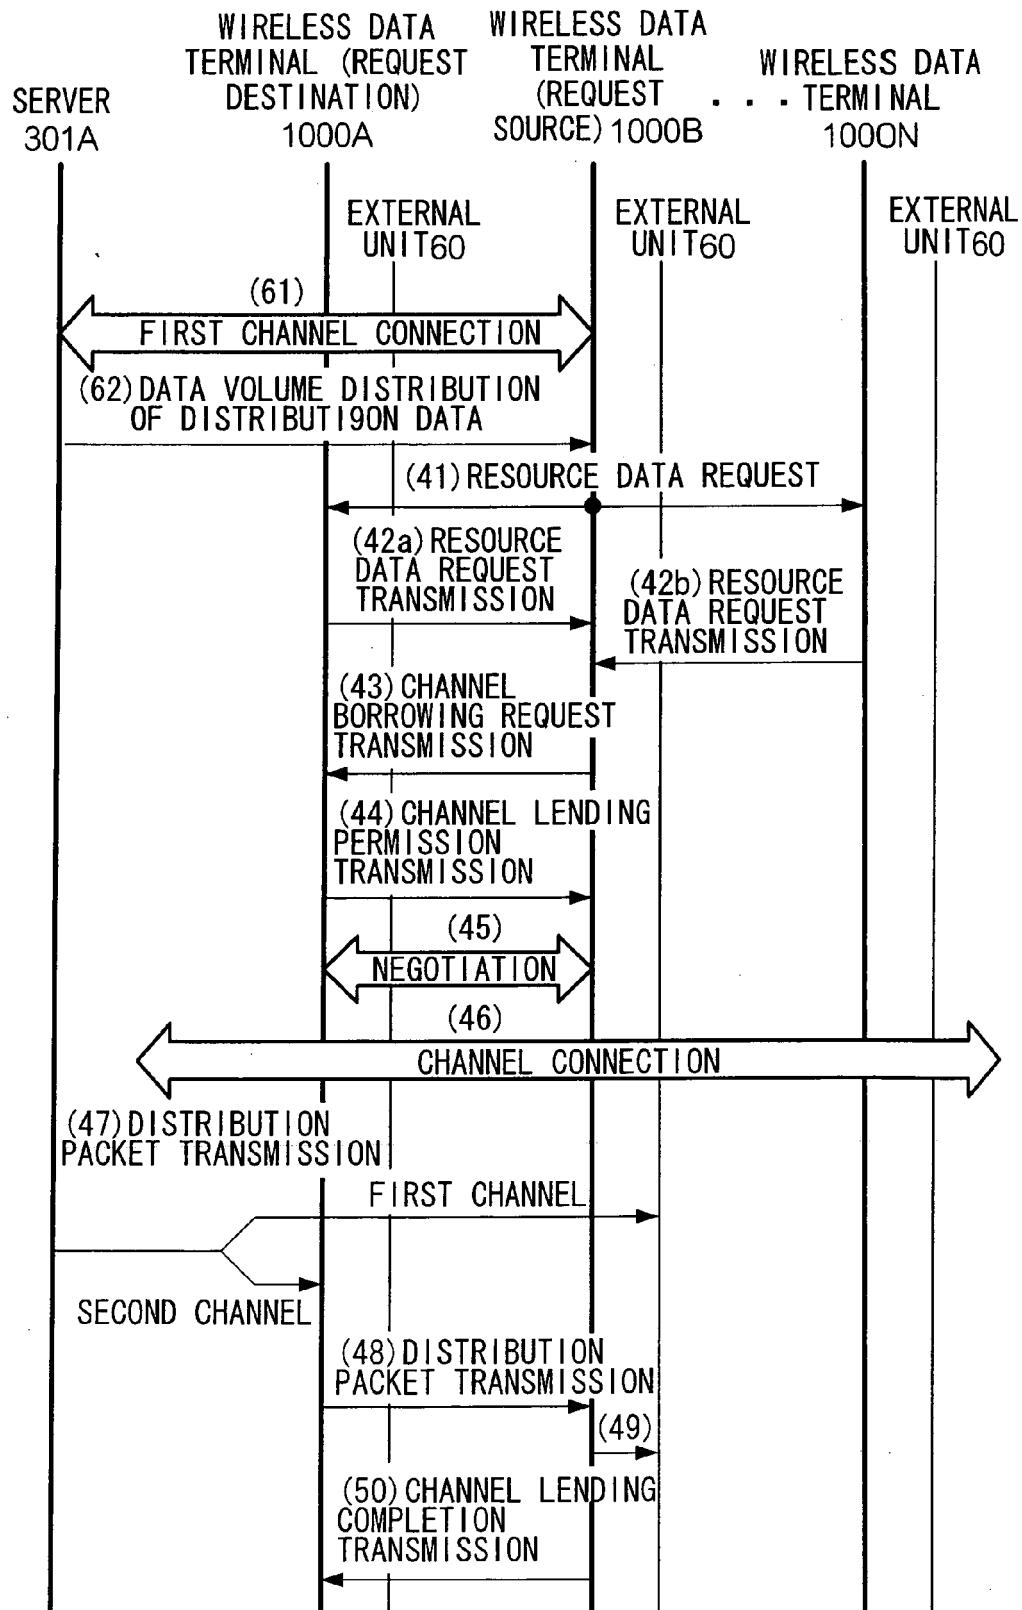 SERVER
301A
WIRELESS DATA
TERMINAL (REQUEST
DESTINATION)
1000A
WIRELESS DATA
TERMINAL
(REQUEST
SOURCE) 1000B
. . .
WIRELESS DATA
TERMINAL
1000N
EXTERNAL
UNIT60
EXTERNAL
UNIT60
EXTERNAL
UNIT60
(61)
FIRST CHANNEL CONNECTION
(62) DATA VOLUME DISTRIBUTION
OF DISTRIBUTI9ON DATA
(41) RESOURCE DATA REQUEST
(42a) RESOURCE
DATA REQUEST
TRANSMISSION
(42b) RESOURCE
DATA REQUEST
TRANSMISSION
(43) CHANNEL
BORROWING REQUEST
TRANSMISSION
(44) CHANNEL LENDING
PERMISSION
TRANSMISSION
(45)
NEGOTIATION
(46)
CHANNEL CONNECTION
(47) DISTRIBUTION
PACKET TRANSMISSION
FIRST CHANNEL
SECOND CHANNEL
(48) DISTRIBUTION
PACKET TRANSMISSION
(49)
(50) CHANNEL LENDING
COMPLETION
TRANSMISSION